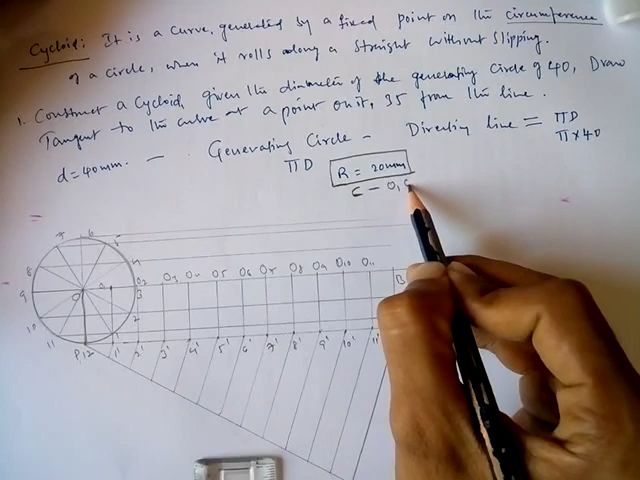 Cycloid: It is a curve, generated by a fixed point on the circumference
of a circle, when it rolls along a straight without slipping.
1. Construct a cycloid, given the diameter of the generating circle of 40, Draw
Tangent to the curve at a point on it, 35 from the line.
d = 40mm. — Generating Circle - Directing line = πD
πD π×40
R = 20mm
C - O,
7 6 5
8 4
9 O O2 O3 O4 O5 O6 O7 O8 O9 O10 O11 B
3
10 2
11 1
P,12 1' 2' 3' 4' 5' 6' 7' 8' 9' 10' 11'